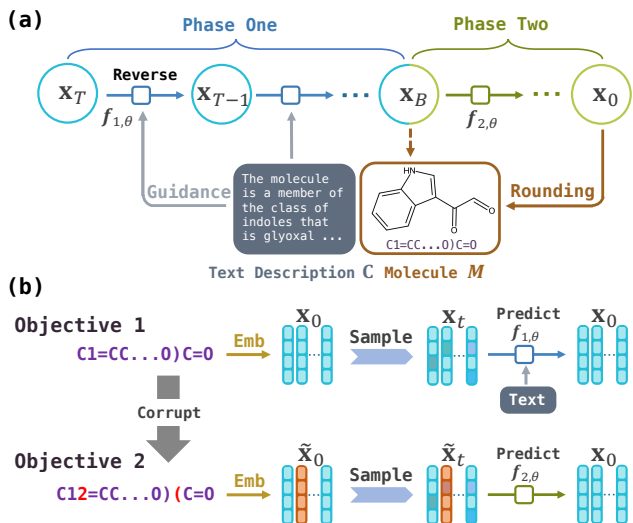 (a)
Phase One
Phase Two
x_T
Reverse
f_{1,θ}
x_{T−1}
...
x_B
f_{2,θ}
...
x_0
Guidance
The molecule
is a member of
the class of
indoles that
is glyoxal ...
HN
O
O
C1=CC...O)C=O
Rounding
Text Description C Molecule M
(b)
Objective 1
C1=CC...O)C=O
Emb
x_0
...
Sample
x_t
...
Predict
f_{1,θ}
Text
x_0
...
Corrupt
Objective 2
C12=CC...O)(C=O
Emb
x̃_0
...
Sample
x̃_t
...
Predict
f_{2,θ}
x_0
...